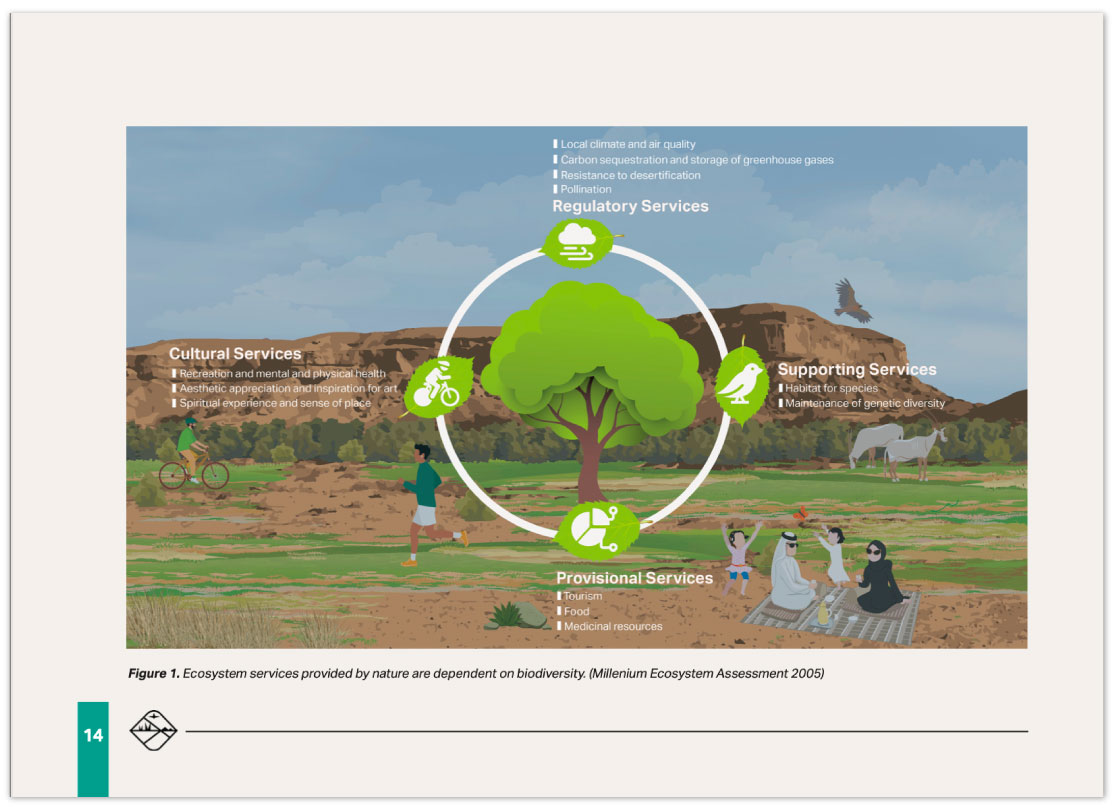 Local climate and air quality
Carbon sequestration and storage of greenhouse gases
Resistance to desertification
Pollination
Regulatory Services
Cultural Services
Recreation and mental and physical health
Aesthetic appreciation and inspiration for art
Spiritual experience and sense of place
Supporting Services
Habitat for species
Maintenance of genetic diversity
Provisional Services
Tourism
Food
Medicinal resources
Figure 1. Ecosystem services provided by nature are dependent on biodiversity. (Millenium Ecosystem Assessment 2005)
14